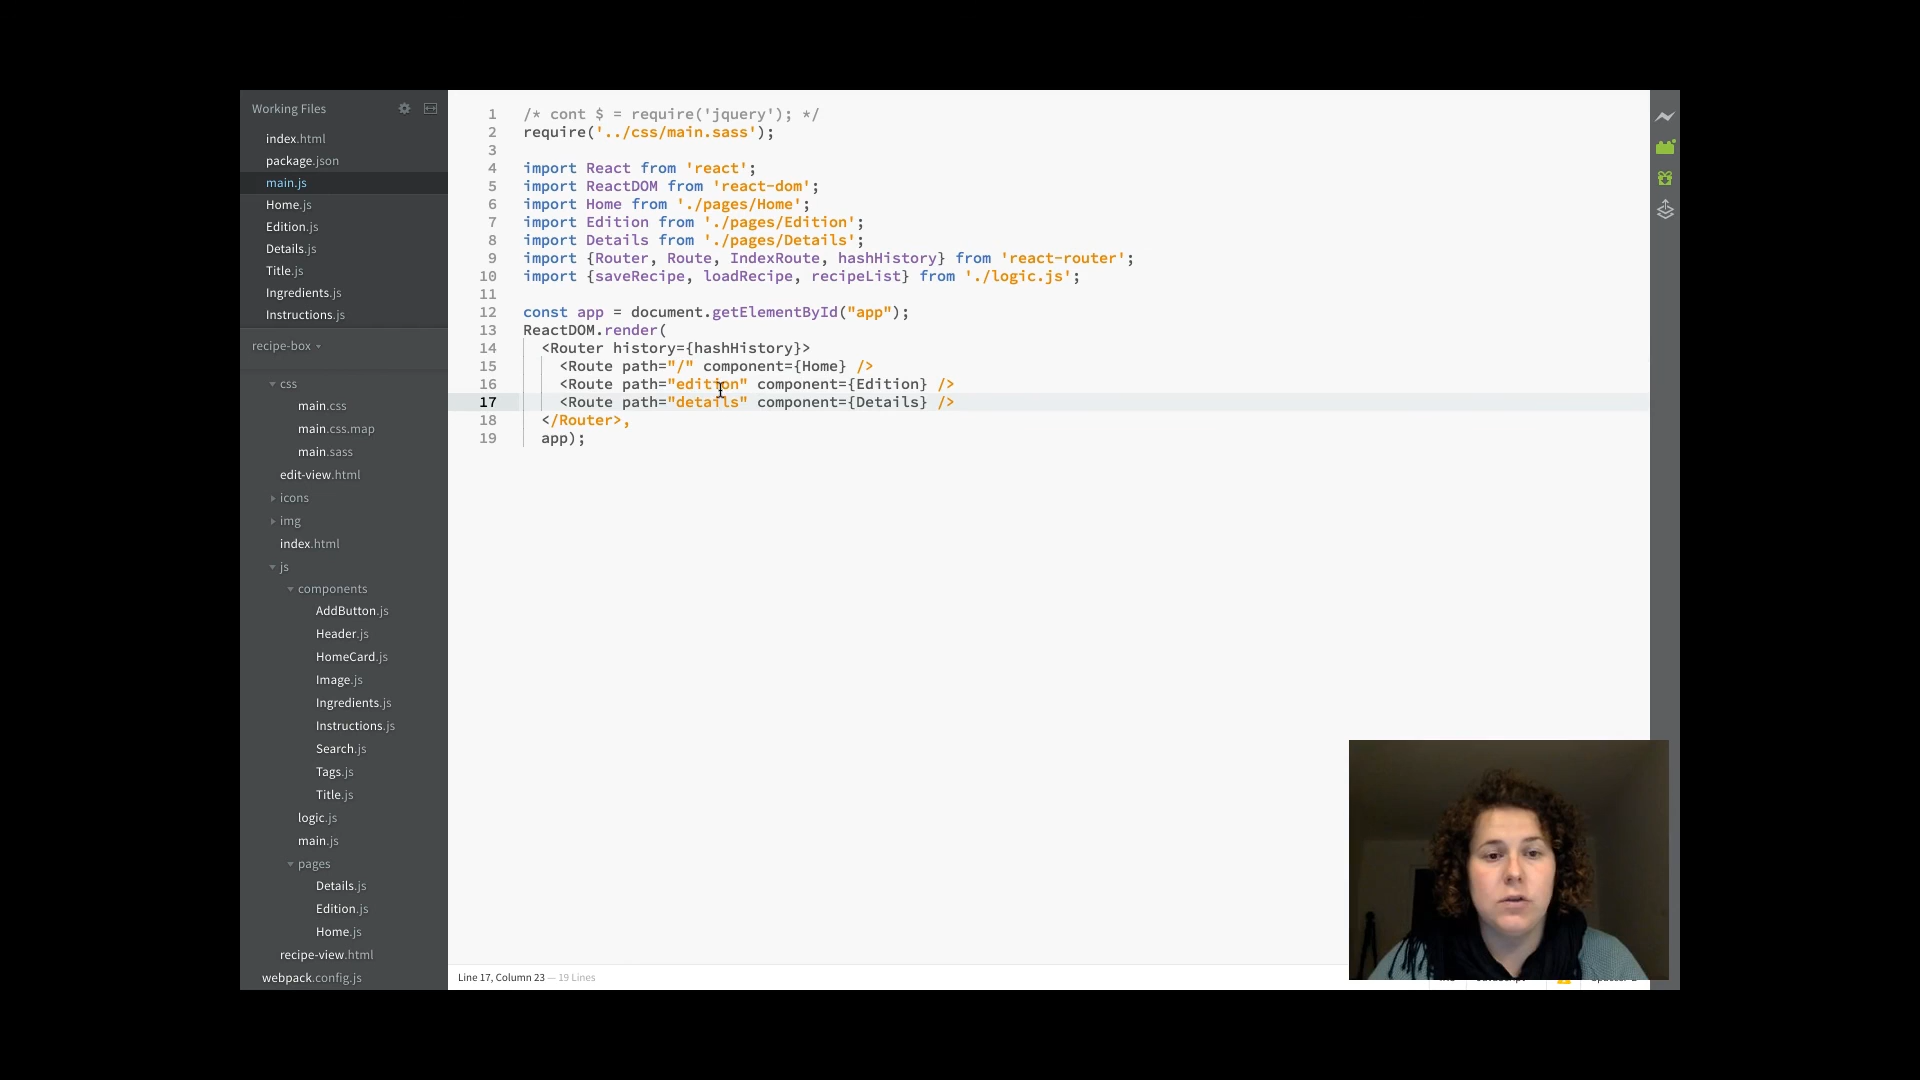 Working Files
index.html
package.json
main.js
Home.js
Edition.js
Details.js
Title.js
Ingredients.js
Instructions.js
recipe-box
css
main.css
main.css.map
main.sass
edit-view.html
icons
img
index.html
js
components
AddButton.js
Header.js
HomeCard.js
Image.js
Ingredients.js
Instructions.js
Search.js
Tags.js
Title.js
logic.js
main.js
pages
Details.js
Edition.js
Home.js
recipe-view.html
webpack.config.js
1 /* cont $ = require('jquery'); */
2 require('../css/main.sass');
3
4 import React from 'react';
5 import ReactDOM from 'react-dom';
6 import Home from './pages/Home';
7 import Edition from './pages/Edition';
8 import Details from './pages/Details';
9 import {Router, Route, IndexRoute, hashHistory} from 'react-router';
10 import {saveRecipe, loadRecipe, recipeList} from './logic.js';
11
12 const app = document.getElementById("app");
13 ReactDOM.render(
14 <Router history={hashHistory}>
15 <Route path="/" component={Home} />
16 <Route path="edition" component={Edition} />
17 <Route path="details" component={Details} />
18 </Router>,
19 app);
Line 17, Column 23 — 19 Lines